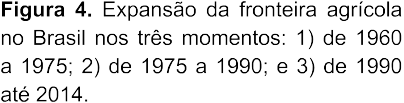 Figura 4. Expansão da fronteira agrícola
no Brasil nos três momentos: 1) de 1960
a 1975; 2) de 1975 a 1990; e 3) de 1990
até 2014.